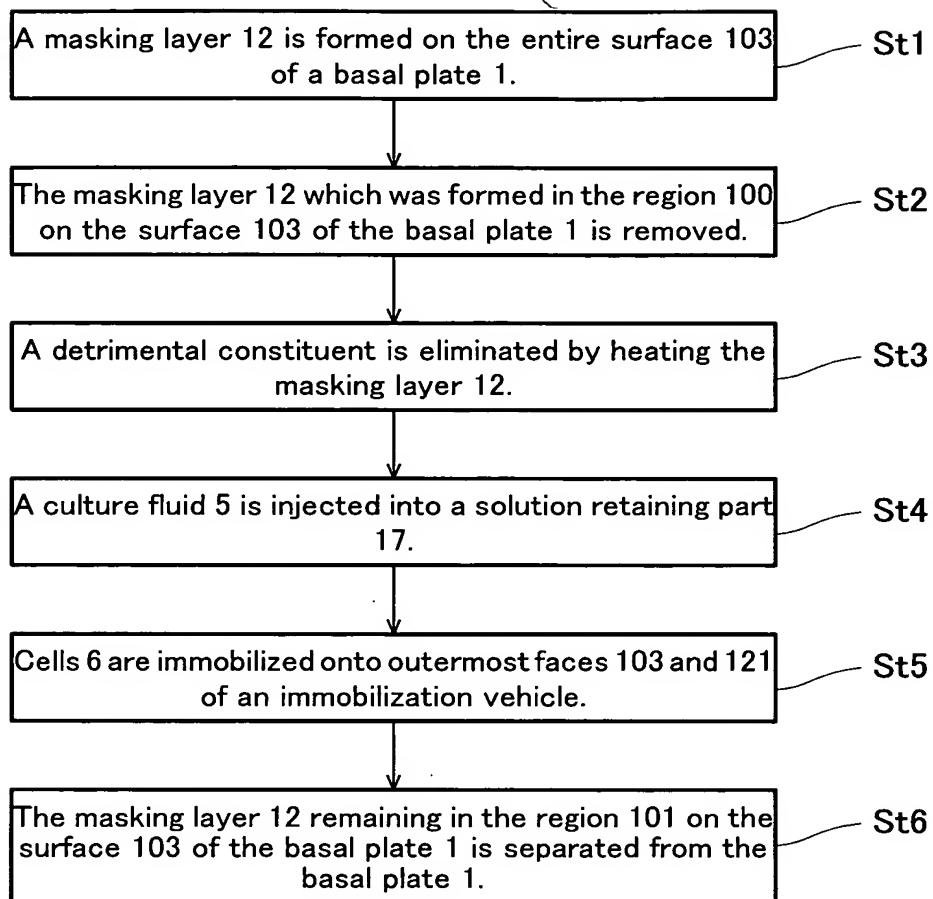 A masking layer 12 is formed on the entire surface 103
of a basal plate 1.
St1
The masking layer 12 which was formed in the region 100
on the surface 103 of the basal plate 1 is removed.
St2
A detrimental constituent is eliminated by heating the
masking layer 12.
St3
A culture fluid 5 is injected into a solution retaining part
17.
St4
Cells 6 are immobilized onto outermost faces 103 and 121
of an immobilization vehicle.
St5
The masking layer 12 remaining in the region 101 on the
surface 103 of the basal plate 1 is separated from the
basal plate 1.
St6